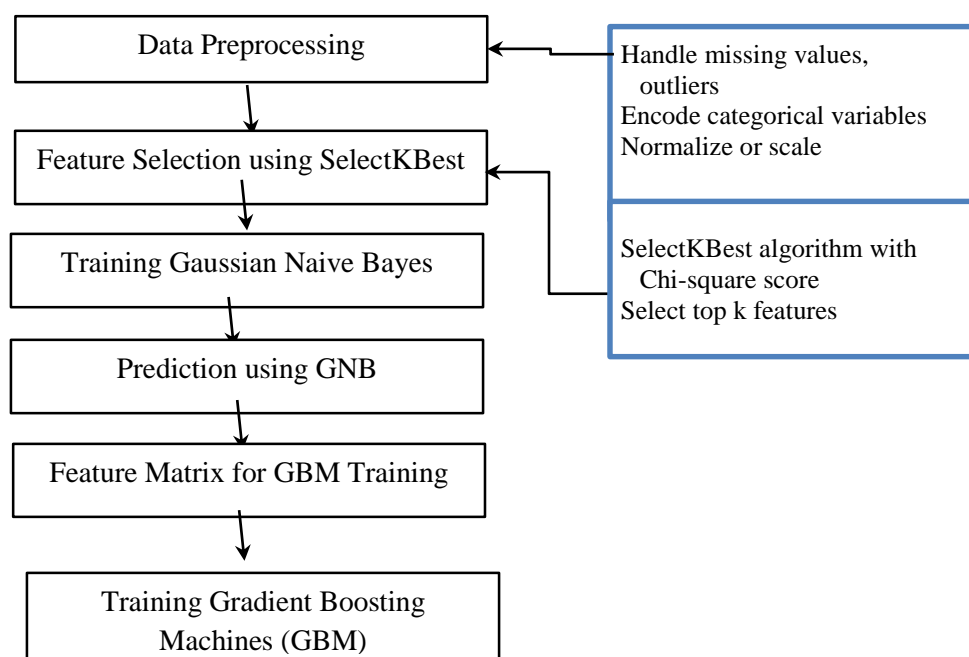 Data Preprocessing
Handle missing values,
outliers
Encode categorical variables
Normalize or scale
Feature Selection using SelectKBest
SelectKBest algorithm with
Chi-square score
Select top k features
Training Gaussian Naive Bayes
Prediction using GNB
Feature Matrix for GBM Training
Training Gradient Boosting
Machines (GBM)